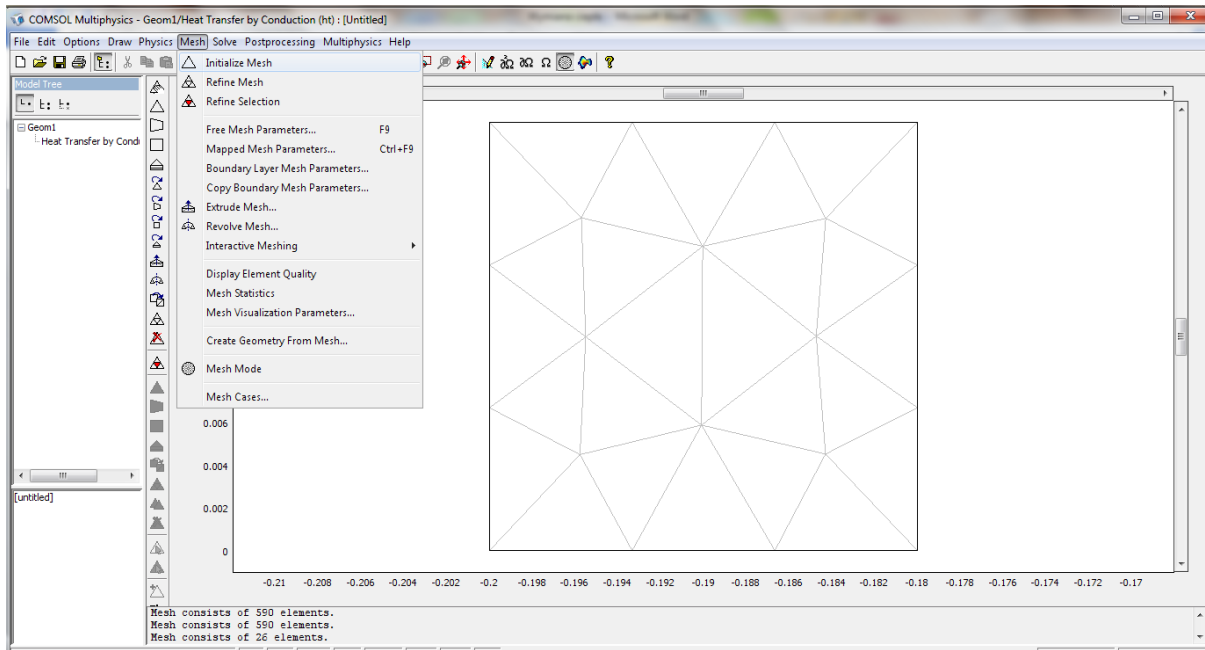 COMSOL Multiphysics - Geom1/Heat Transfer by Conduction (ht) : [Untitled]
File Edit Options Draw Physics Mesh Solve Postprocessing Multiphysics Help
Model Tree
Geom1
Heat Transfer by Condu
[untitled]
Initialize Mesh
Refine Mesh
Refine Selection
Free Mesh Parameters... F9
Mapped Mesh Parameters... Ctrl+F9
Boundary Layer Mesh Parameters...
Copy Boundary Mesh Parameters...
Extrude Mesh...
Revolve Mesh...
Interactive Meshing
Display Element Quality
Mesh Statistics
Mesh Visualization Parameters...
Create Geometry From Mesh...
Mesh Mode
Mesh Cases...
0.006
0.004
0.002
0
-0.21 -0.208 -0.206 -0.204 -0.202 -0.2 -0.198 -0.196 -0.194 -0.192 -0.19 -0.188 -0.186 -0.184 -0.182 -0.18 -0.178 -0.176 -0.174 -0.172 -0.17
Mesh consists of 590 elements.
Mesh consists of 590 elements.
Mesh consists of 26 elements.